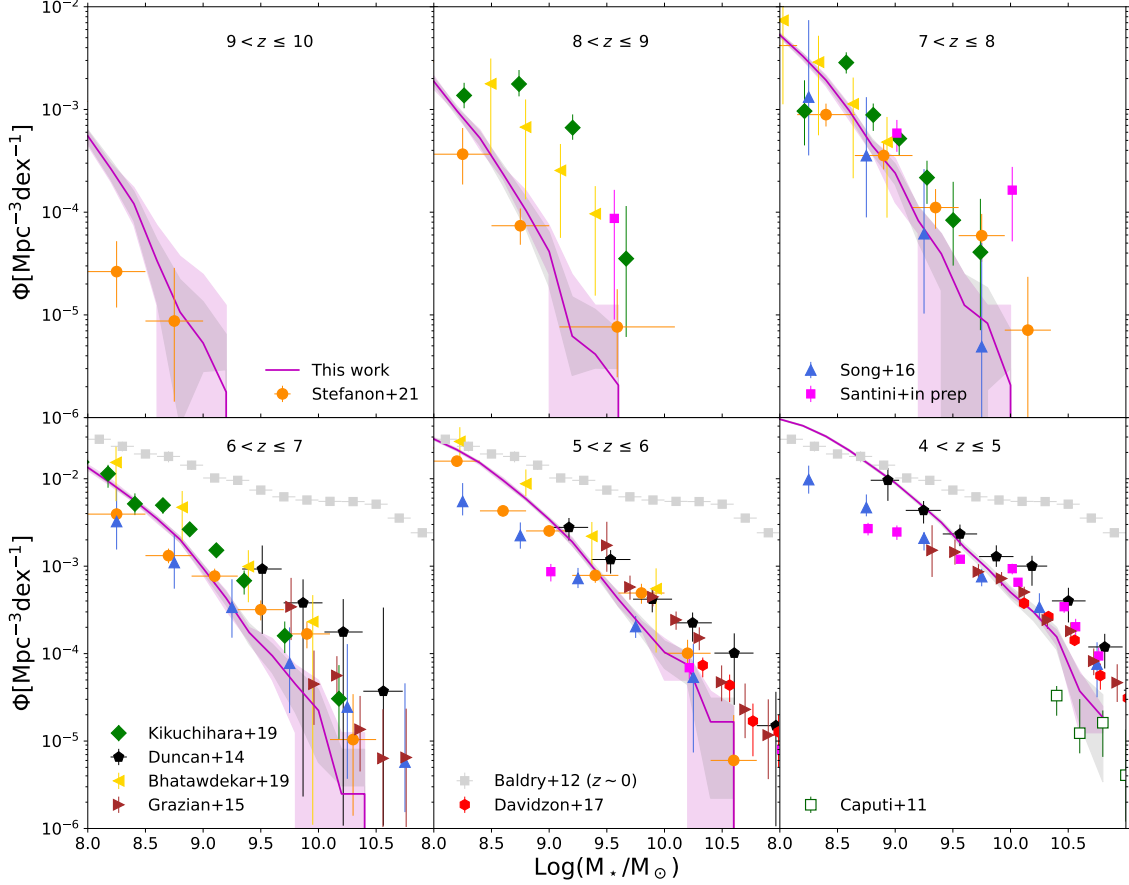 9 < z ≤ 10
8 < z ≤ 9
7 < z ≤ 8
10⁻²
10⁻³
10⁻⁴
10⁻⁵
10⁻⁶
Φ[Mpc⁻³dex⁻¹]
This work
Stefanon+21
Song+16
Santini+in prep
6 < z ≤ 7
5 < z ≤ 6
4 < z ≤ 5
10⁻²
10⁻³
10⁻⁴
10⁻⁵
10⁻⁶
Φ[Mpc⁻³dex⁻¹]
Kikuchihara+19
Duncan+14
Bhatawdekar+19
Grazian+15
Baldry+12 (z~0)
Davidzon+17
Caputi+11
8.0 8.5 9.0 9.5 10.0 10.5 8.0 8.5 9.0 9.5 10.0 10.5 8.0 8.5 9.0 9.5 10.0 10.5
Log(M⋆/M⊙)